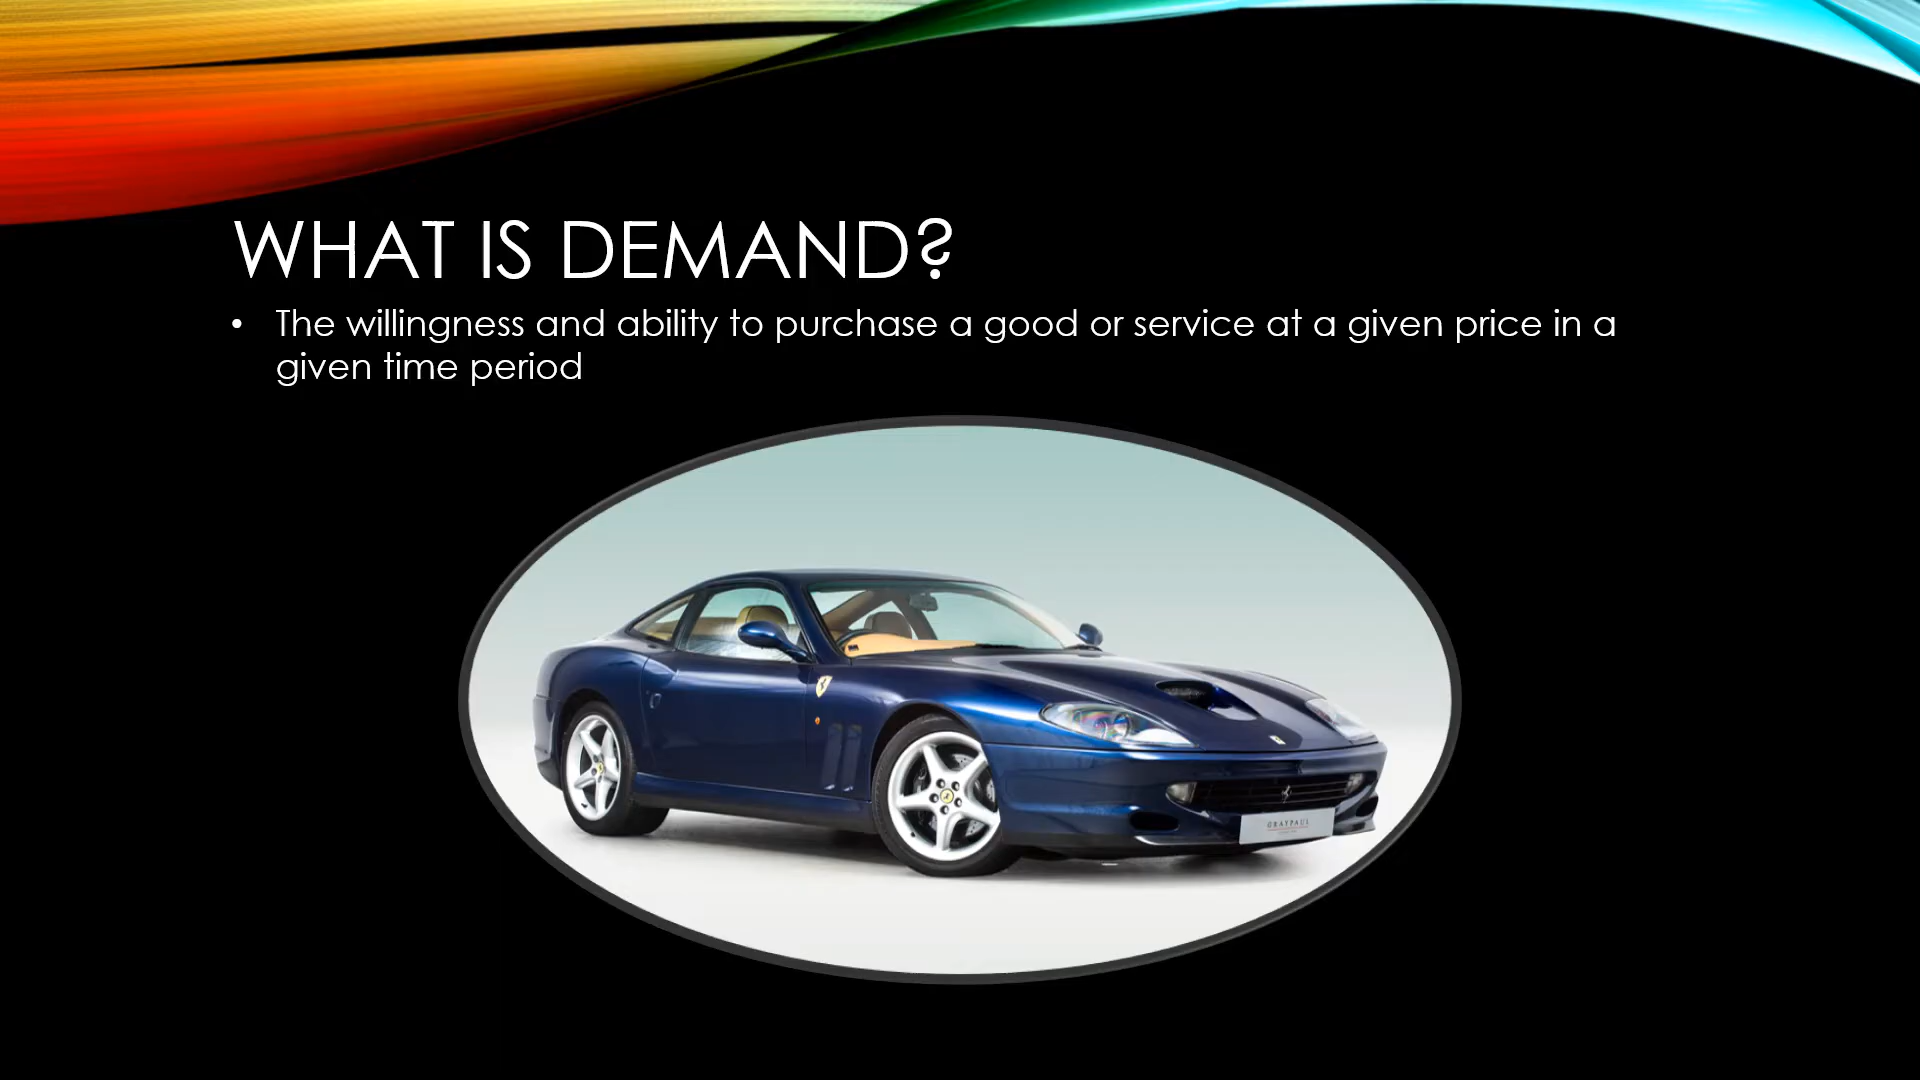 WHAT IS DEMAND?
• The willingness and ability to purchase a good or service at a given price in a
given time period
GRAYPAUL